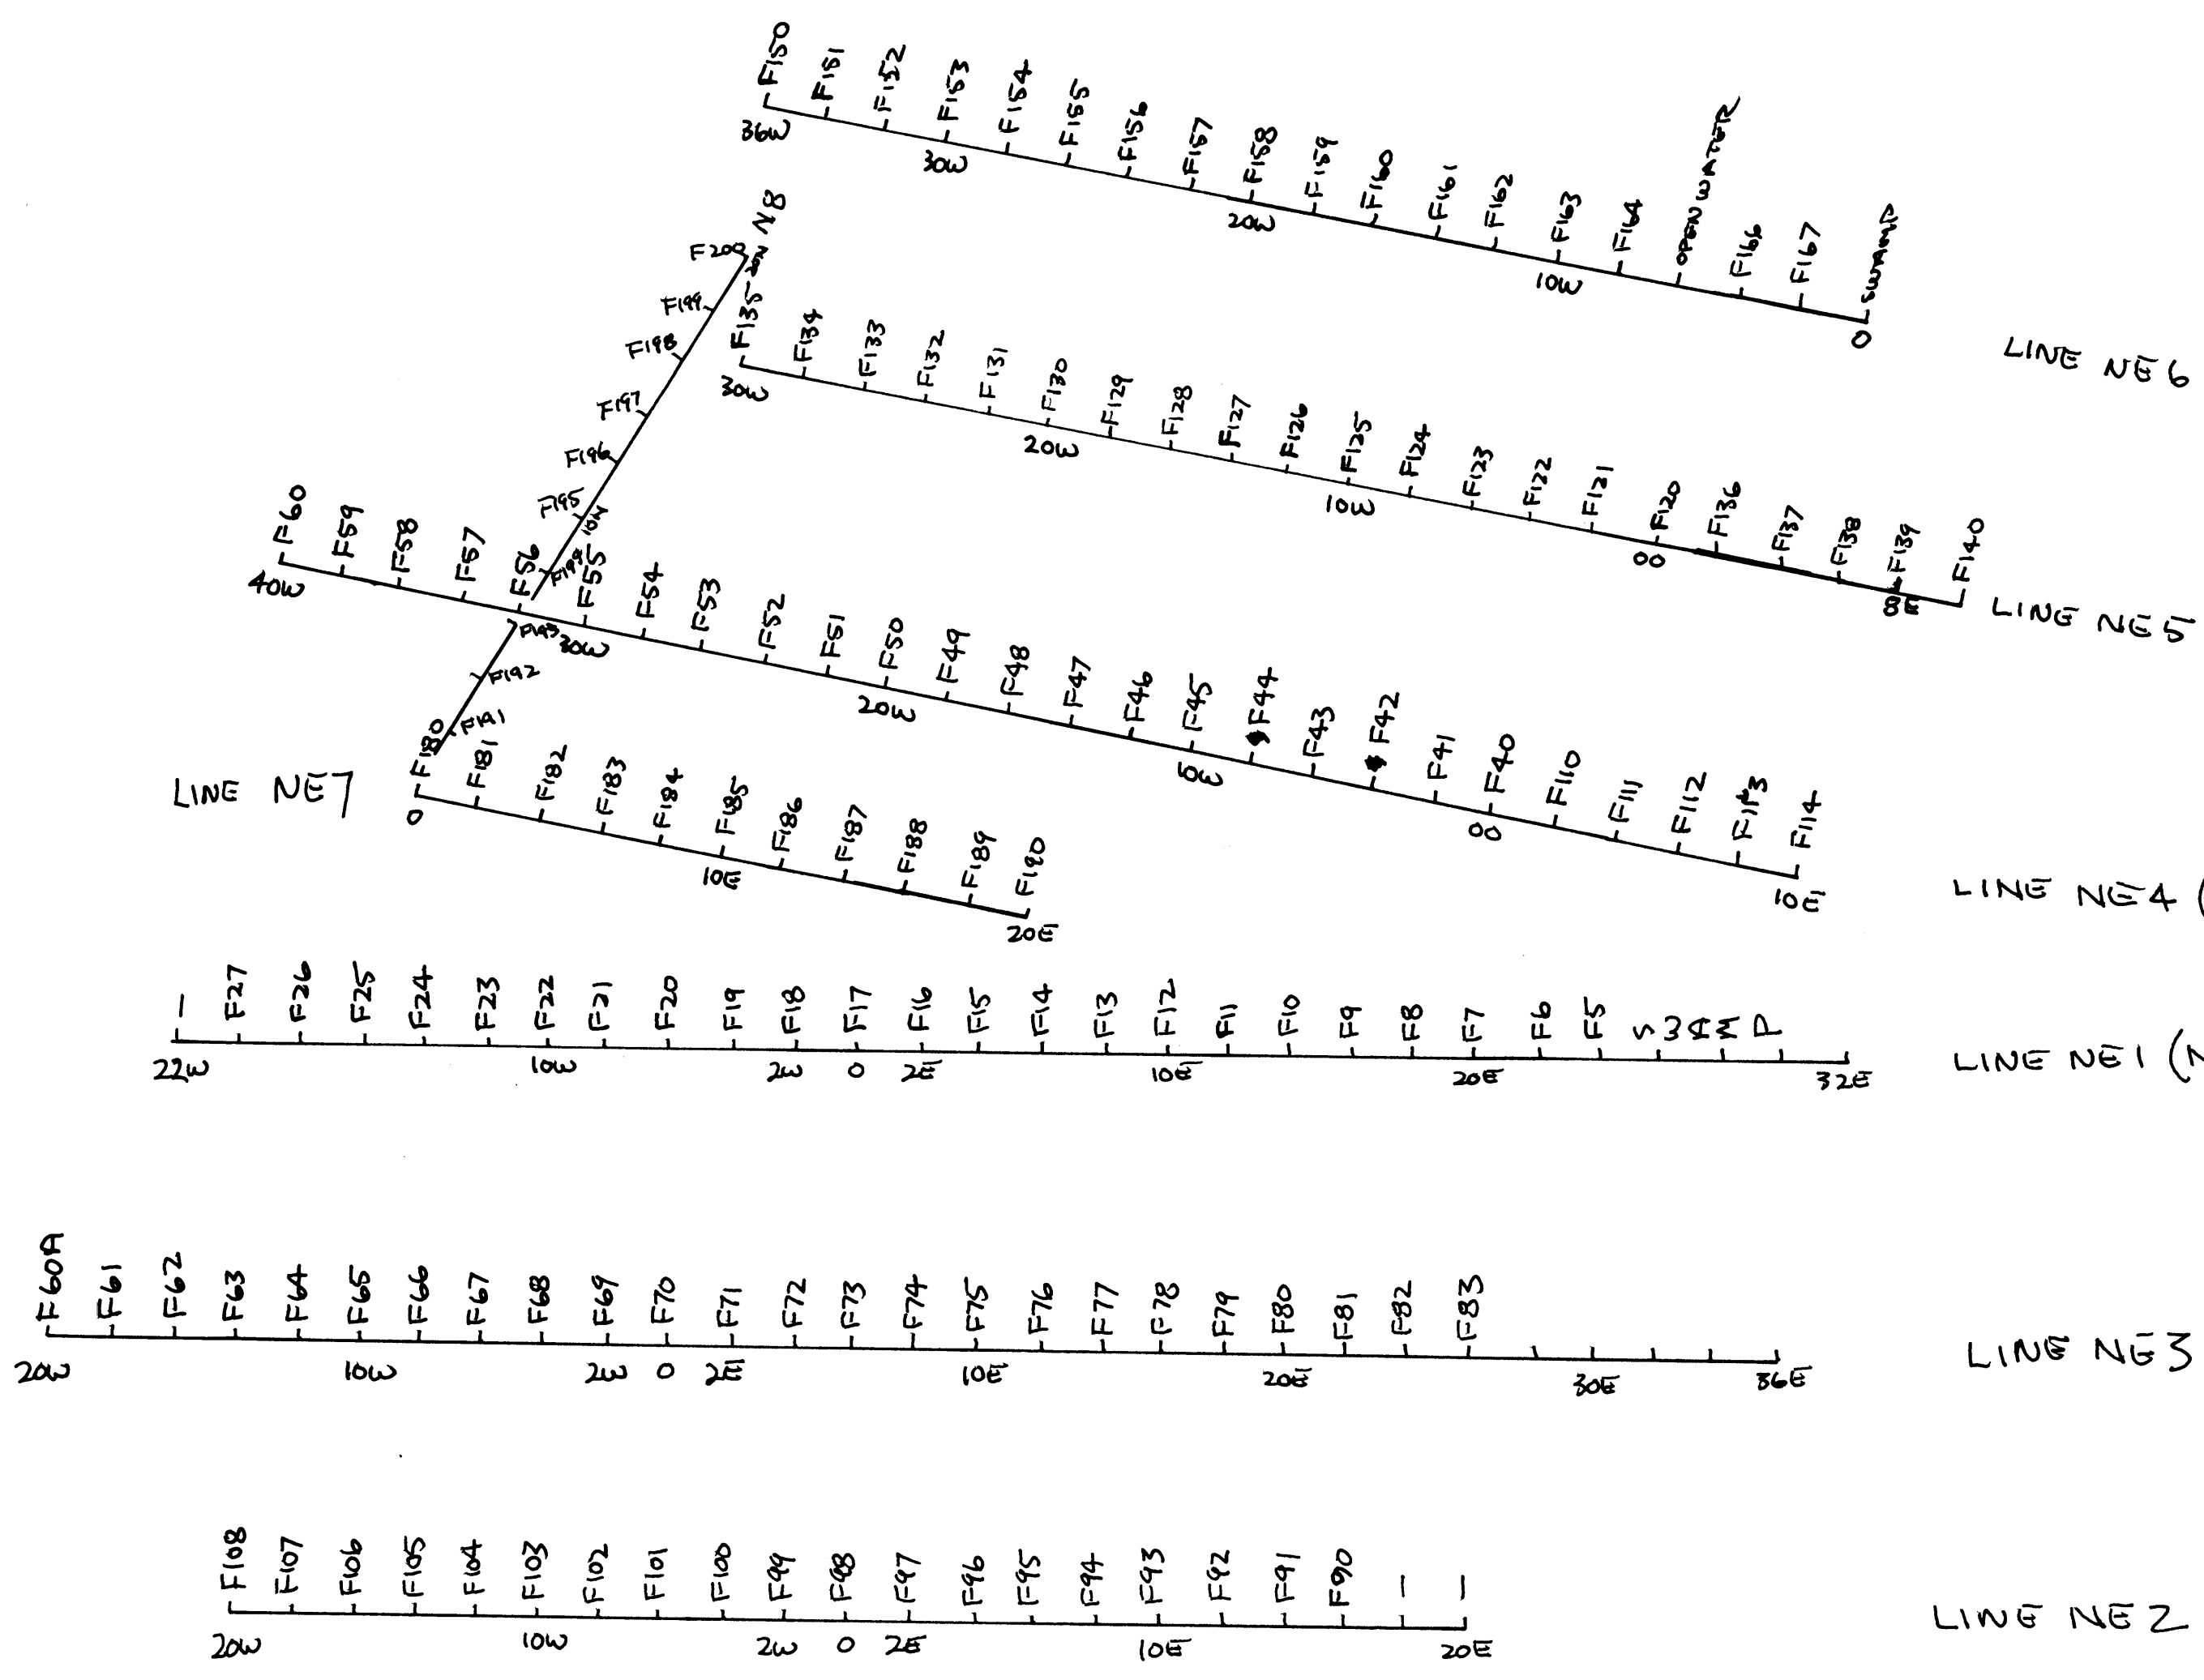 F150 F151 F152 F153 F154 F155 F156 F157 F158 F159 F160 F161 F162 F163 F164 OPEN WATER F166 F167 SWAMP
36W 30W 20W 10W 0
LINE NE6
N8
F200 20N
F199
F198
F197
F196
F195 10N
F194
F193
F192
F191
F135 F134 F133 F132 F131 F130 F129 F128 F127 F126 F125 F124 F123 F122 F121 F120 F136 F137 F138 F139 F140
30W 20W 10W 00 8E
LINE NE5
F60 F59 F58 F57 F56 F55 F54 F53 F52 F51 F50 F49 F48 F47 F46 F45 F44 F43 F42 F41 F40 F110 F111 F112 F113 F114
40W 30W 20W 10W 00 10E
LINE NE4 (
LINE NE7
F180 F181 F182 F183 F184 F185 F186 F187 F188 F189 F190
0 10E 20E
— F27 F26 F25 F24 F23 F22 F21 F20 F19 F18 F17 F16 F15 F14 F13 F12 F11 F10 F9 F8 F7 F6 F5 SWAMP
22W 10W 2W 0 2E 10E 20E 32E
LINE NE1 (
F60A F61 F62 F63 F64 F65 F66 F67 F68 F69 F70 F71 F72 F73 F74 F75 F76 F77 F78 F79 F80 F81 F82 F83
20W 10W 2W 0 2E 10E 20E 30E 36E
LINE NE3
F108 F107 F106 F105 F104 F103 F102 F101 F100 F99 F98 F97 F96 F95 F94 F93 F92 F91 F90 — —
20W 10W 2W 0 2E 10E 20E
LINE NE2